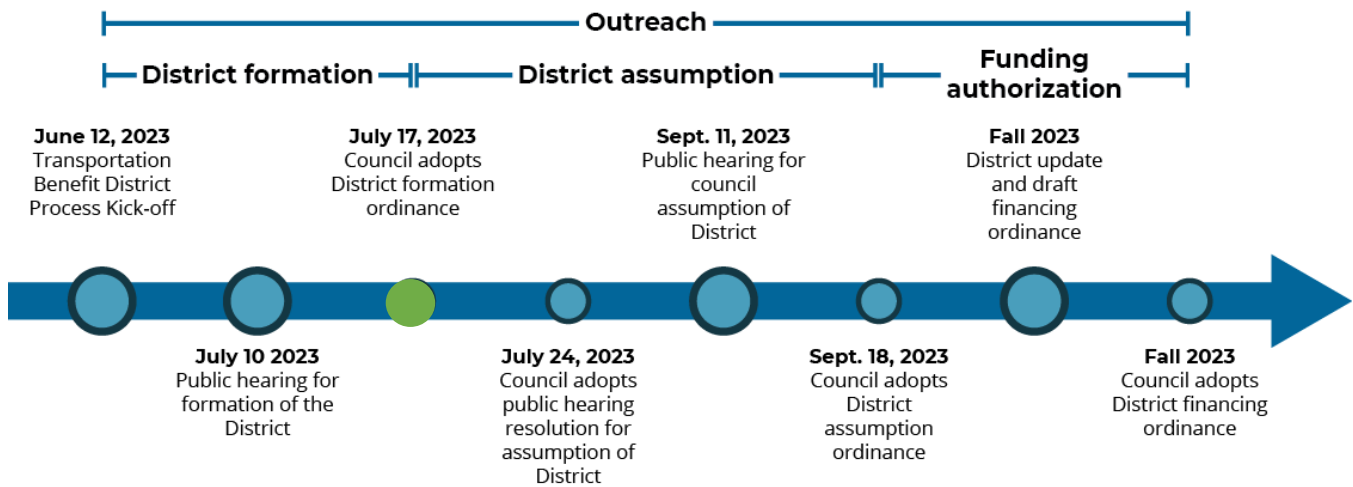 Outreach
District formation
District assumption
Funding
authorization
June 12, 2023
Transportation
Benefit District
Process Kick-off
July 17, 2023
Council adopts
District formation
ordinance
Sept. 11, 2023
Public hearing for
council
assumption of
District
Fall 2023
District update
and draft
financing
ordinance
July 10 2023
Public hearing for
formation of the
District
July 24, 2023
Council adopts
public hearing
resolution for
assumption of
District
Sept. 18, 2023
Council adopts
District
assumption
ordinance
Fall 2023
Council adopts
District financing
ordinance